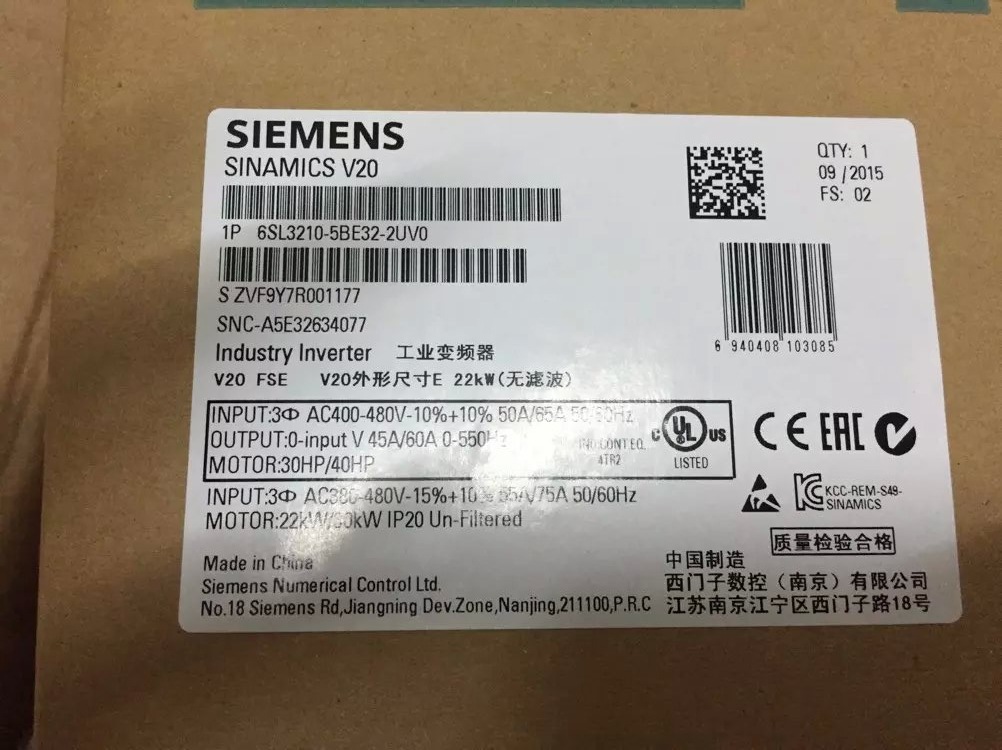 SIEMENS
SINAMICS V20
1P 6SL3210-5BE32-2UV0
S ZVF9Y7R001177
SNC-A5E32634077
Industry Inverter 工业变频器
V20 FSE V20外形尺寸E 22kW(无滤波)
QTY: 1
09/2015
FS: 02
6 940408 103085
INPUT:3Φ AC400-480V-10%+10% 50A/65A 50/60Hz
OUTPUT:0-input V 45A/60A 0-550Hz
MOTOR:30HP/40HP
IND.CONT.EQ.
4TR2
c UL US
LISTED
CE EAC
INPUT:3Φ AC380-480V-15%+10% 55/V75A 50/60Hz
MOTOR:22kW/30kW IP20 Un-Filtered
KCC-REM-S49-
SINAMICS
质量检验合格
Made in China
Siemens Numerical Control Ltd.
No.18 Siemens Rd,Jiangning Dev.Zone,Nanjing,211100,P.R.C
中国制造
西门子数控（南京）有限公司
江苏南京江宁区西门子路18号